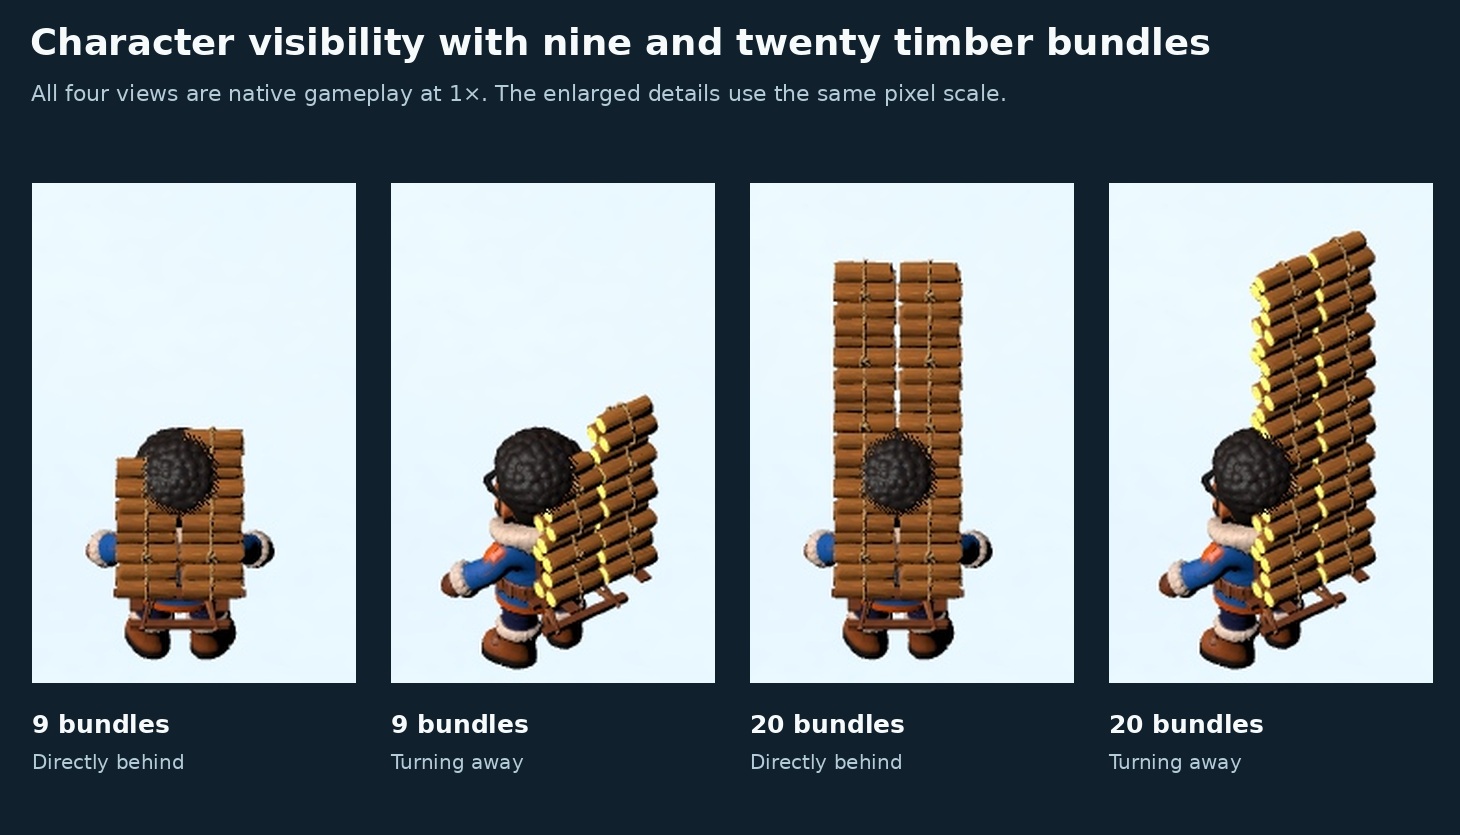 Character visibility with nine and twenty timber bundles
All four views are native gameplay at 1×. The enlarged details use the same pixel scale.
9 bundles
Directly behind
9 bundles
Turning away
20 bundles
Directly behind
20 bundles
Turning away